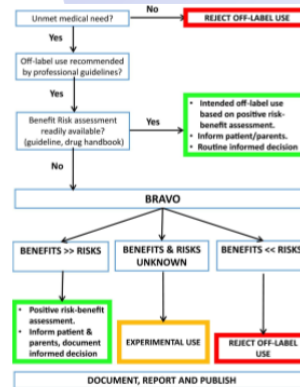 Unmet medical need?
No
REJECT OFF-LABEL USE
Yes
Off-label use recommended
by professional guidelines?
Yes
Benefit Risk assessment
readily available?
(guideline, drug handbook)
Yes
• Intended off-label use
based on positive risk-
benefit assessment.
• Inform patient/parents.
• Routine informed decision
No
BRAVO
BENEFITS >> RISKS
BENEFITS & RISKS
UNKNOWN
BENEFITS << RISKS
• Positive risk-benefit
assessment.
• Inform patient &
parents, document
informed decision
EXPERIMENTAL USE
REJECT OFF-LABEL
USE
DOCUMENT, REPORT AND PUBLISH